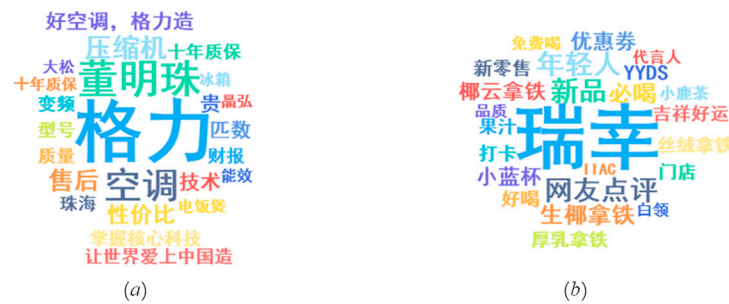 好空调，格力造
压缩机 十年质保
大松 董明珠 冰箱
十年质保 贵 晶弘
变频 格力 匹数
型号
质量 财报
售后 空调 技术 能效
珠海 性价比 电饭煲
掌握核心科技
让世界爱上中国造
(a)
免费喝 优惠券
新零售 年轻人 代言人
YYDS
椰云拿铁 新品 必喝 小鹿茶
品质 瑞幸 吉祥好运
果汁
打卡 丝绒拿铁
小蓝杯 IIAC 门店
好喝 网友点评
生椰拿铁 白领
厚乳拿铁
(b)